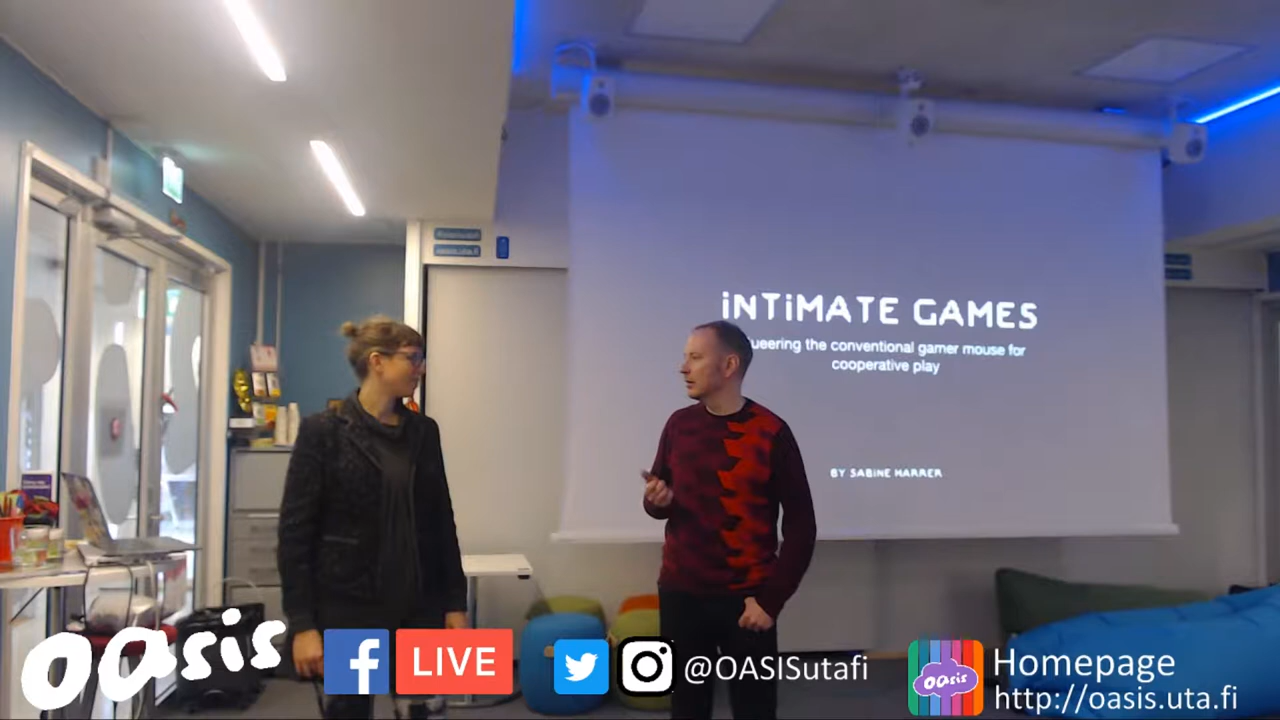 INTIMATE GAMES
ueering the conventional gamer mouse for
cooperative play
BY SABINE HARRER
oasis
LIVE
@OASISutafi
oasis
Homepage
http://oasis.uta.fi